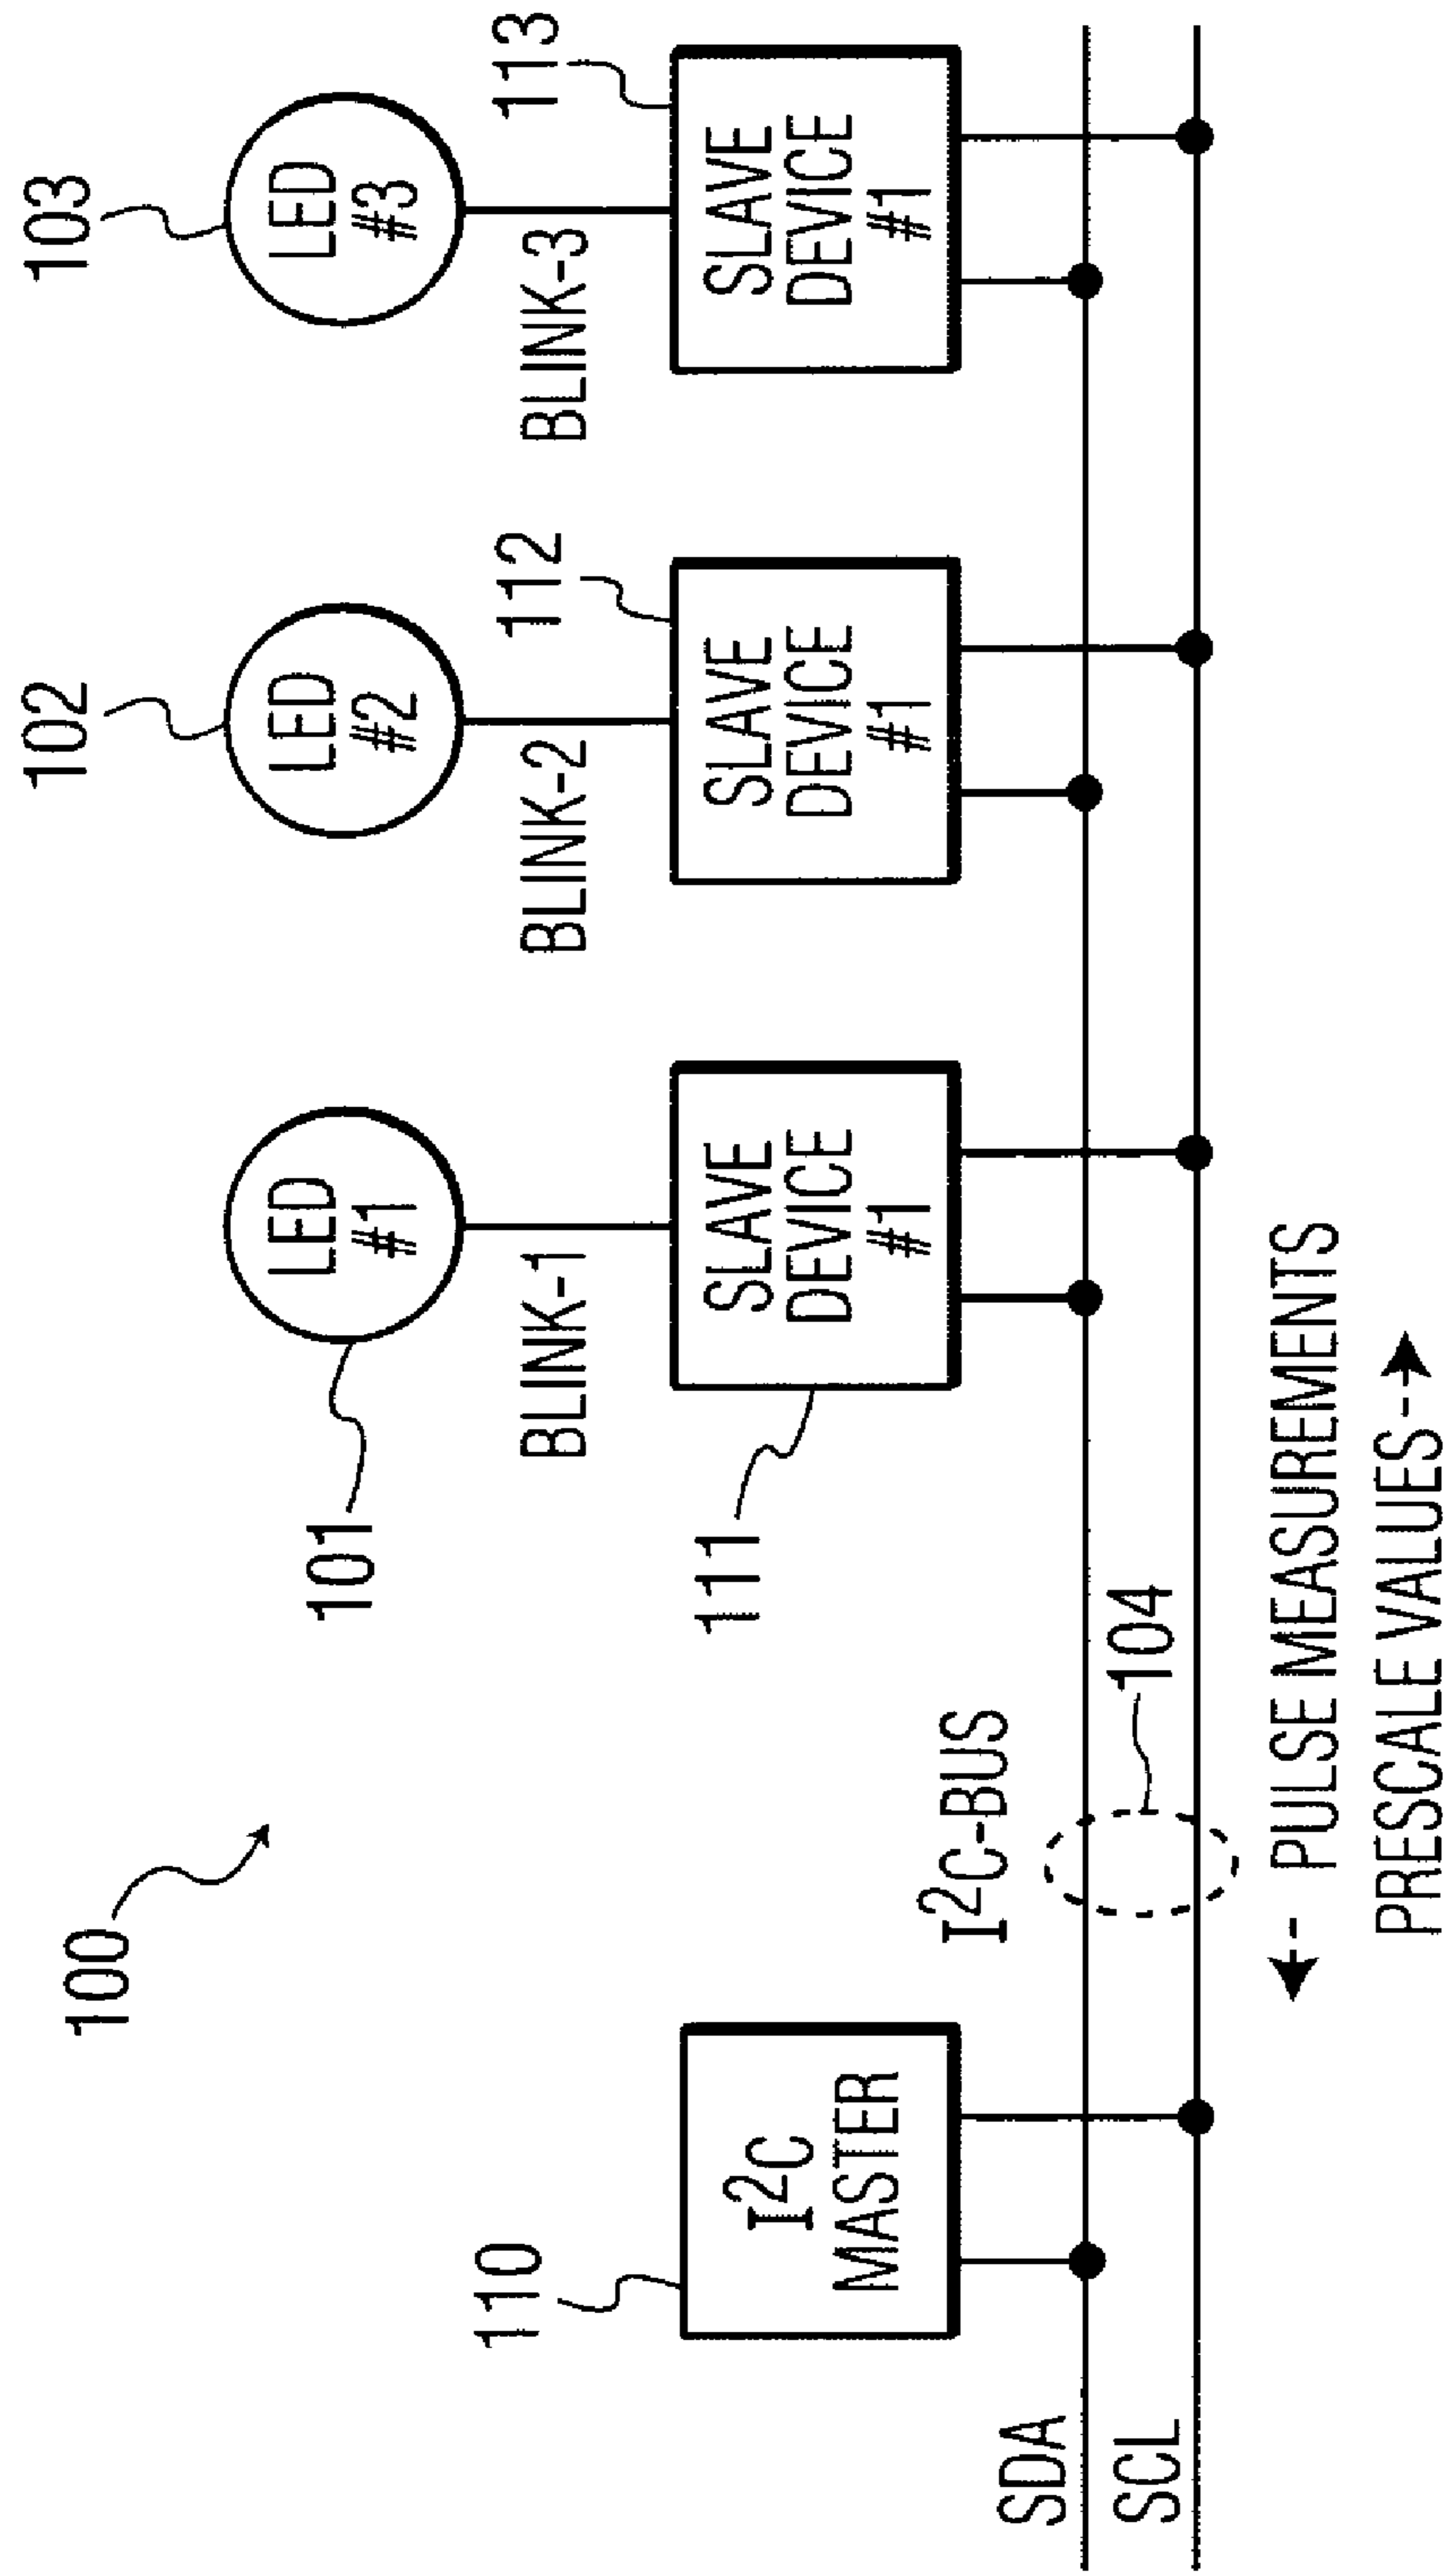 100
103
102
LED
#1
LED
#2
LED
#3
101
BLINK-1
BLINK-2
BLINK-3
110
111
112
113
I²C
MASTER
SLAVE
DEVICE
#1
SLAVE
DEVICE
#1
SLAVE
DEVICE
#1
I²C-BUS
SDA
SCL
104
PULSE MEASUREMENTS
PRESCALE VALUES